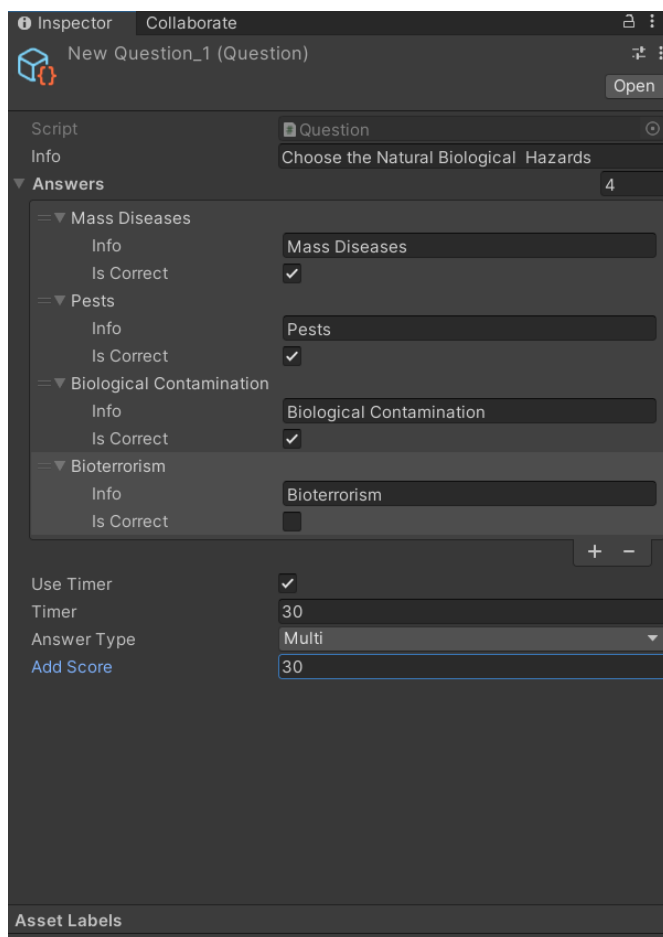 Inspector Collaborate
New Question_1 (Question)
Open
Script Question
Info Choose the Natural Biological  Hazards
Answers 4
Mass Diseases
Info Mass Diseases
Is Correct
Pests
Info Pests
Is Correct
Biological Contamination
Info Biological Contamination
Is Correct
Bioterrorism
Info Bioterrorism
Is Correct
+ −
Use Timer
Timer 30
Answer Type Multi
Add Score 30
Asset Labels